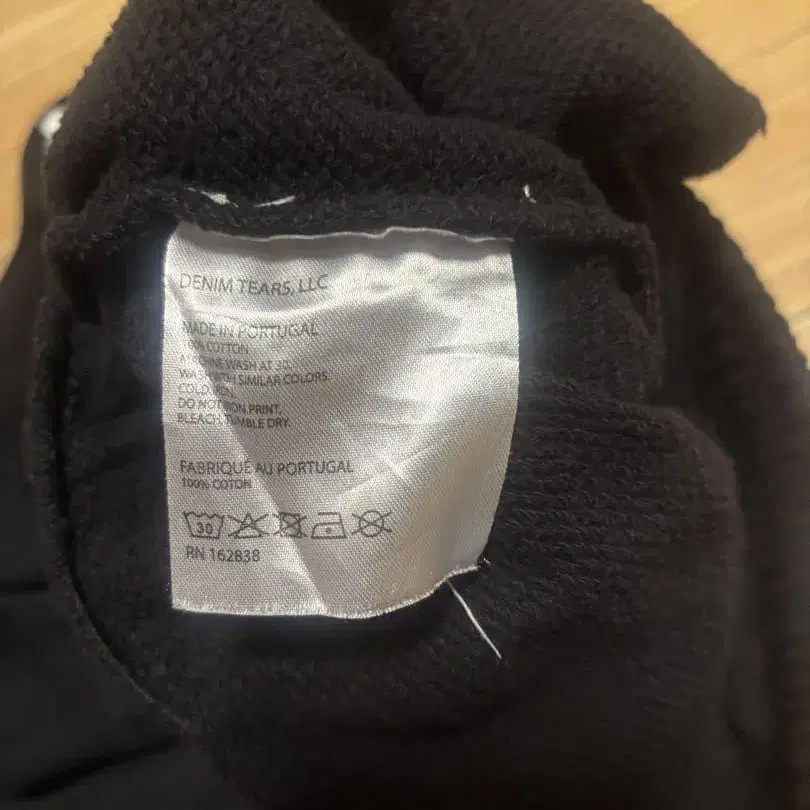 DENIM TEARS, LLC
MADE IN PORTUGAL
100% COTTON
MACHINE WASH AT 30.
WASH WITH SIMILAR COLORS.
COLD IRON.
DO NOT IRON PRINT,
BLEACH, TUMBLE DRY.
FABRIQUE AU PORTUGAL
100% COTON
30
RN 162838